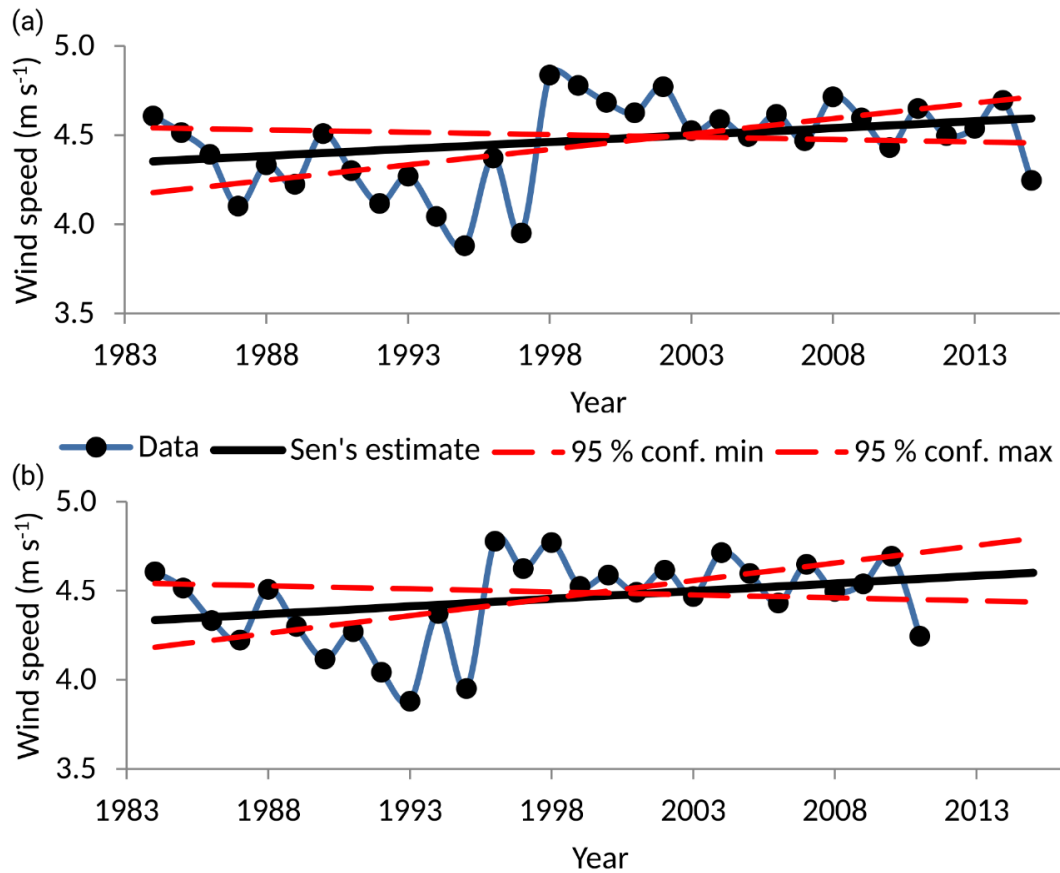 (a)
Wind speed (m s⁻¹)
5.0
4.5
4.0
3.5
1983 1988 1993 1998 2003 2008 2013
Year
Data Sen's estimate 95 % conf. min 95 % conf. max
(b)
Wind speed (m s⁻¹)
5.0
4.5
4.0
3.5
1983 1988 1993 1998 2003 2008 2013
Year